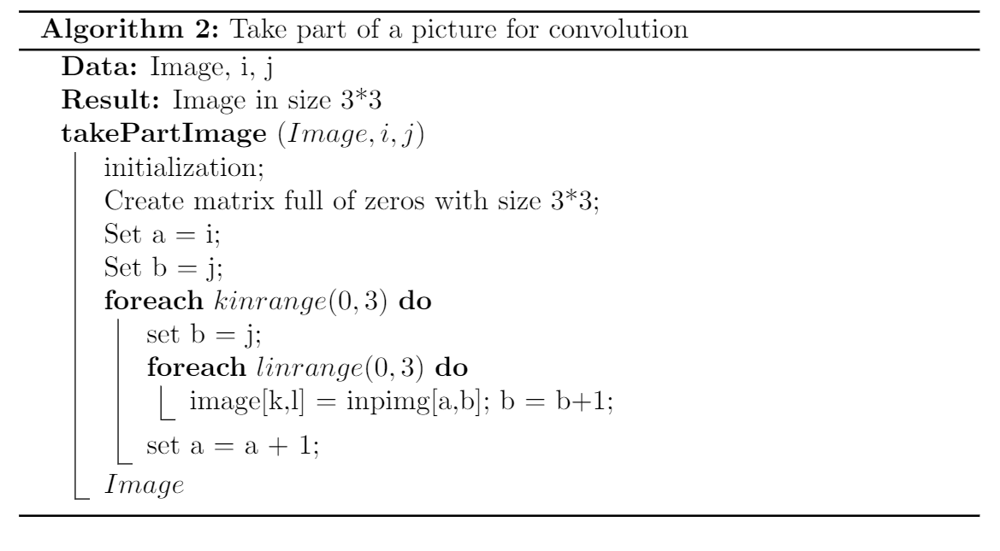 Algorithm 2: Take part of a picture for convolution
Data: Image, i, j
Result: Image in size 3*3
takePartImage (Image, i, j)
initialization;
Create matrix full of zeros with size 3*3;
Set a = i;
Set b = j;
foreach kinrange(0, 3) do
set b = j;
foreach linrange(0, 3) do
image[k,l] = inpimg[a,b]; b = b+1;
set a = a + 1;
Image